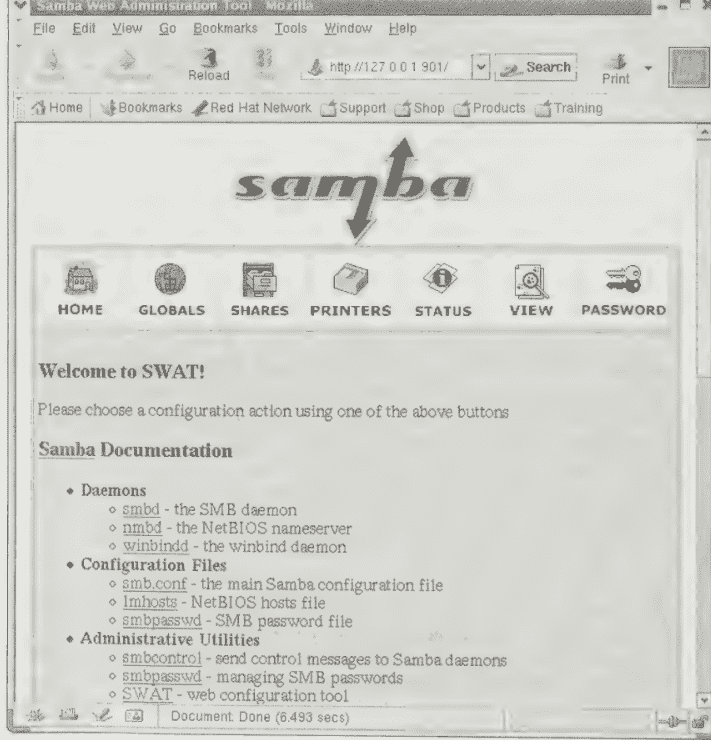 Samba Web Administration Tool - Mozilla
File Edit View Go Bookmarks Tools Window Help
Reload http://127.0.0.1:901/ Search Print
Home Bookmarks Red Hat Network Support Shop Products Training
samba
HOME GLOBALS SHARES PRINTERS STATUS VIEW PASSWORD
Welcome to SWAT!
Please choose a configuration action using one of the above buttons
Samba Documentation
• Daemons
◦ smbd - the SMB daemon
◦ nmbd - the NetBIOS nameserver
◦ winbindd - the winbind daemon
• Configuration Files
◦ smb.conf - the main Samba configuration file
◦ lmhosts - NetBIOS hosts file
◦ smbpasswd - SMB password file
• Administrative Utilities
◦ smbcontrol - send control messages to Samba daemons
◦ smbpasswd - managing SMB passwords
◦ SWAT - web configuration tool
Document: Done (6.493 secs)